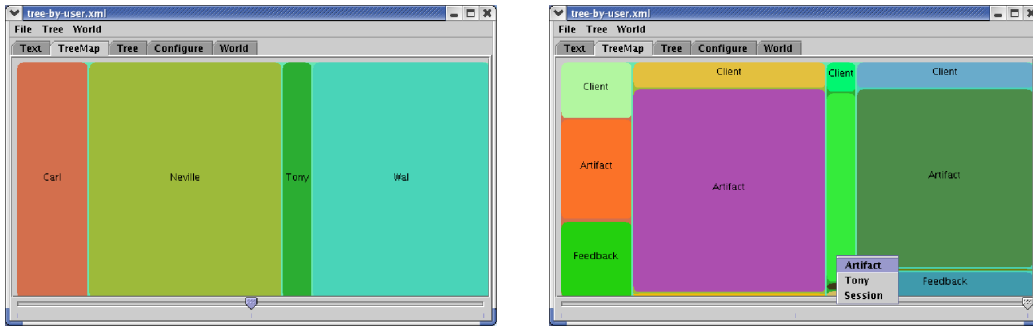 tree-by-user.xml
File Tree World
Text TreeMap Tree Configure World
Carl Neville Tony Wal
tree-by-user.xml
File Tree World
Text TreeMap Tree Configure World
Client Client Client Client
Artifact Artifact Artifact
Feedback Feedback
Artifact
Tony
Session